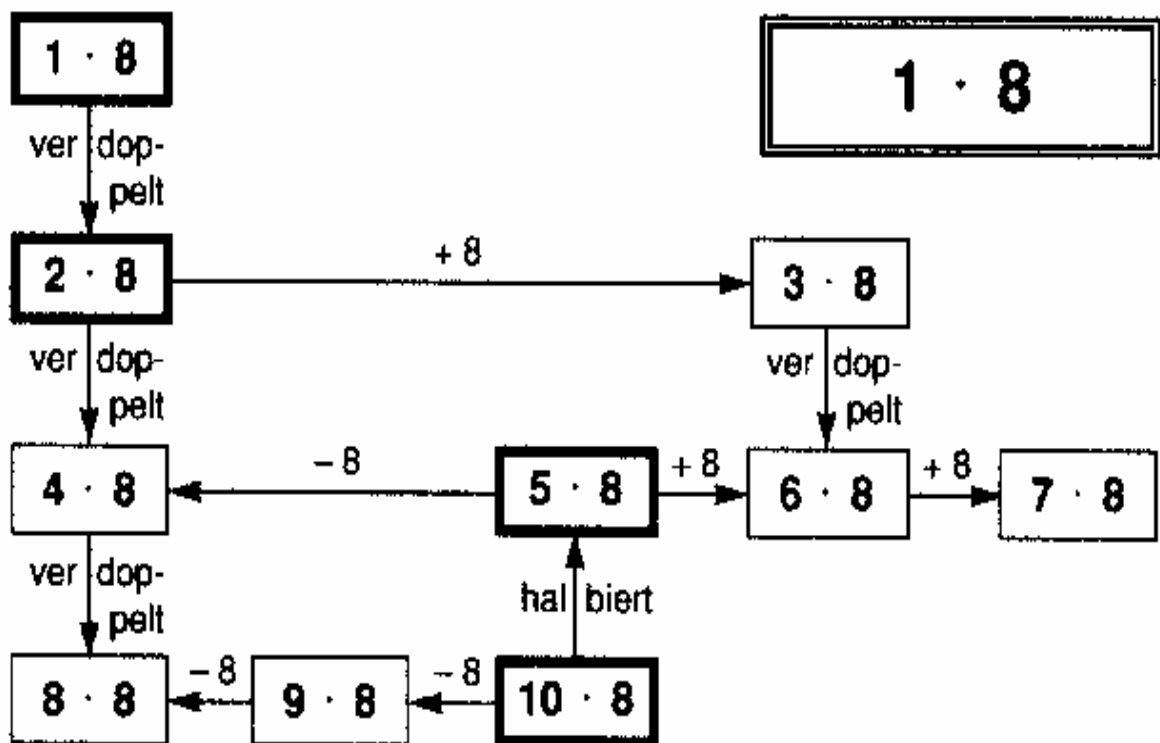 1 · 8
1 · 8
ver dop-
pelt
2 · 8
+ 8
3 · 8
ver dop-
pelt
ver dop-
pelt
4 · 8
– 8
5 · 8
+ 8
6 · 8
+ 8
7 · 8
ver dop-
pelt
hal biert
8 · 8
– 8
9 · 8
– 8
10 · 8